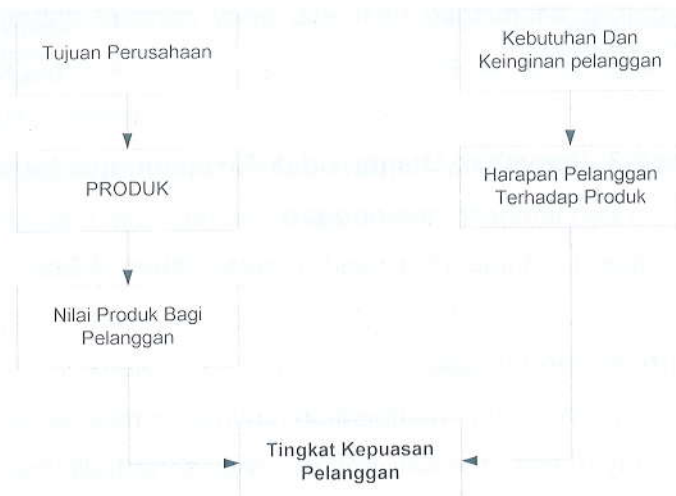 Tujuan Perusahaan
Kebutuhan Dan
Keinginan pelanggan
PRODUK
Harapan Pelanggan
Terhadap Produk
Nilai Produk Bagi
Pelanggan
Tingkat Kepuasan
Pelanggan